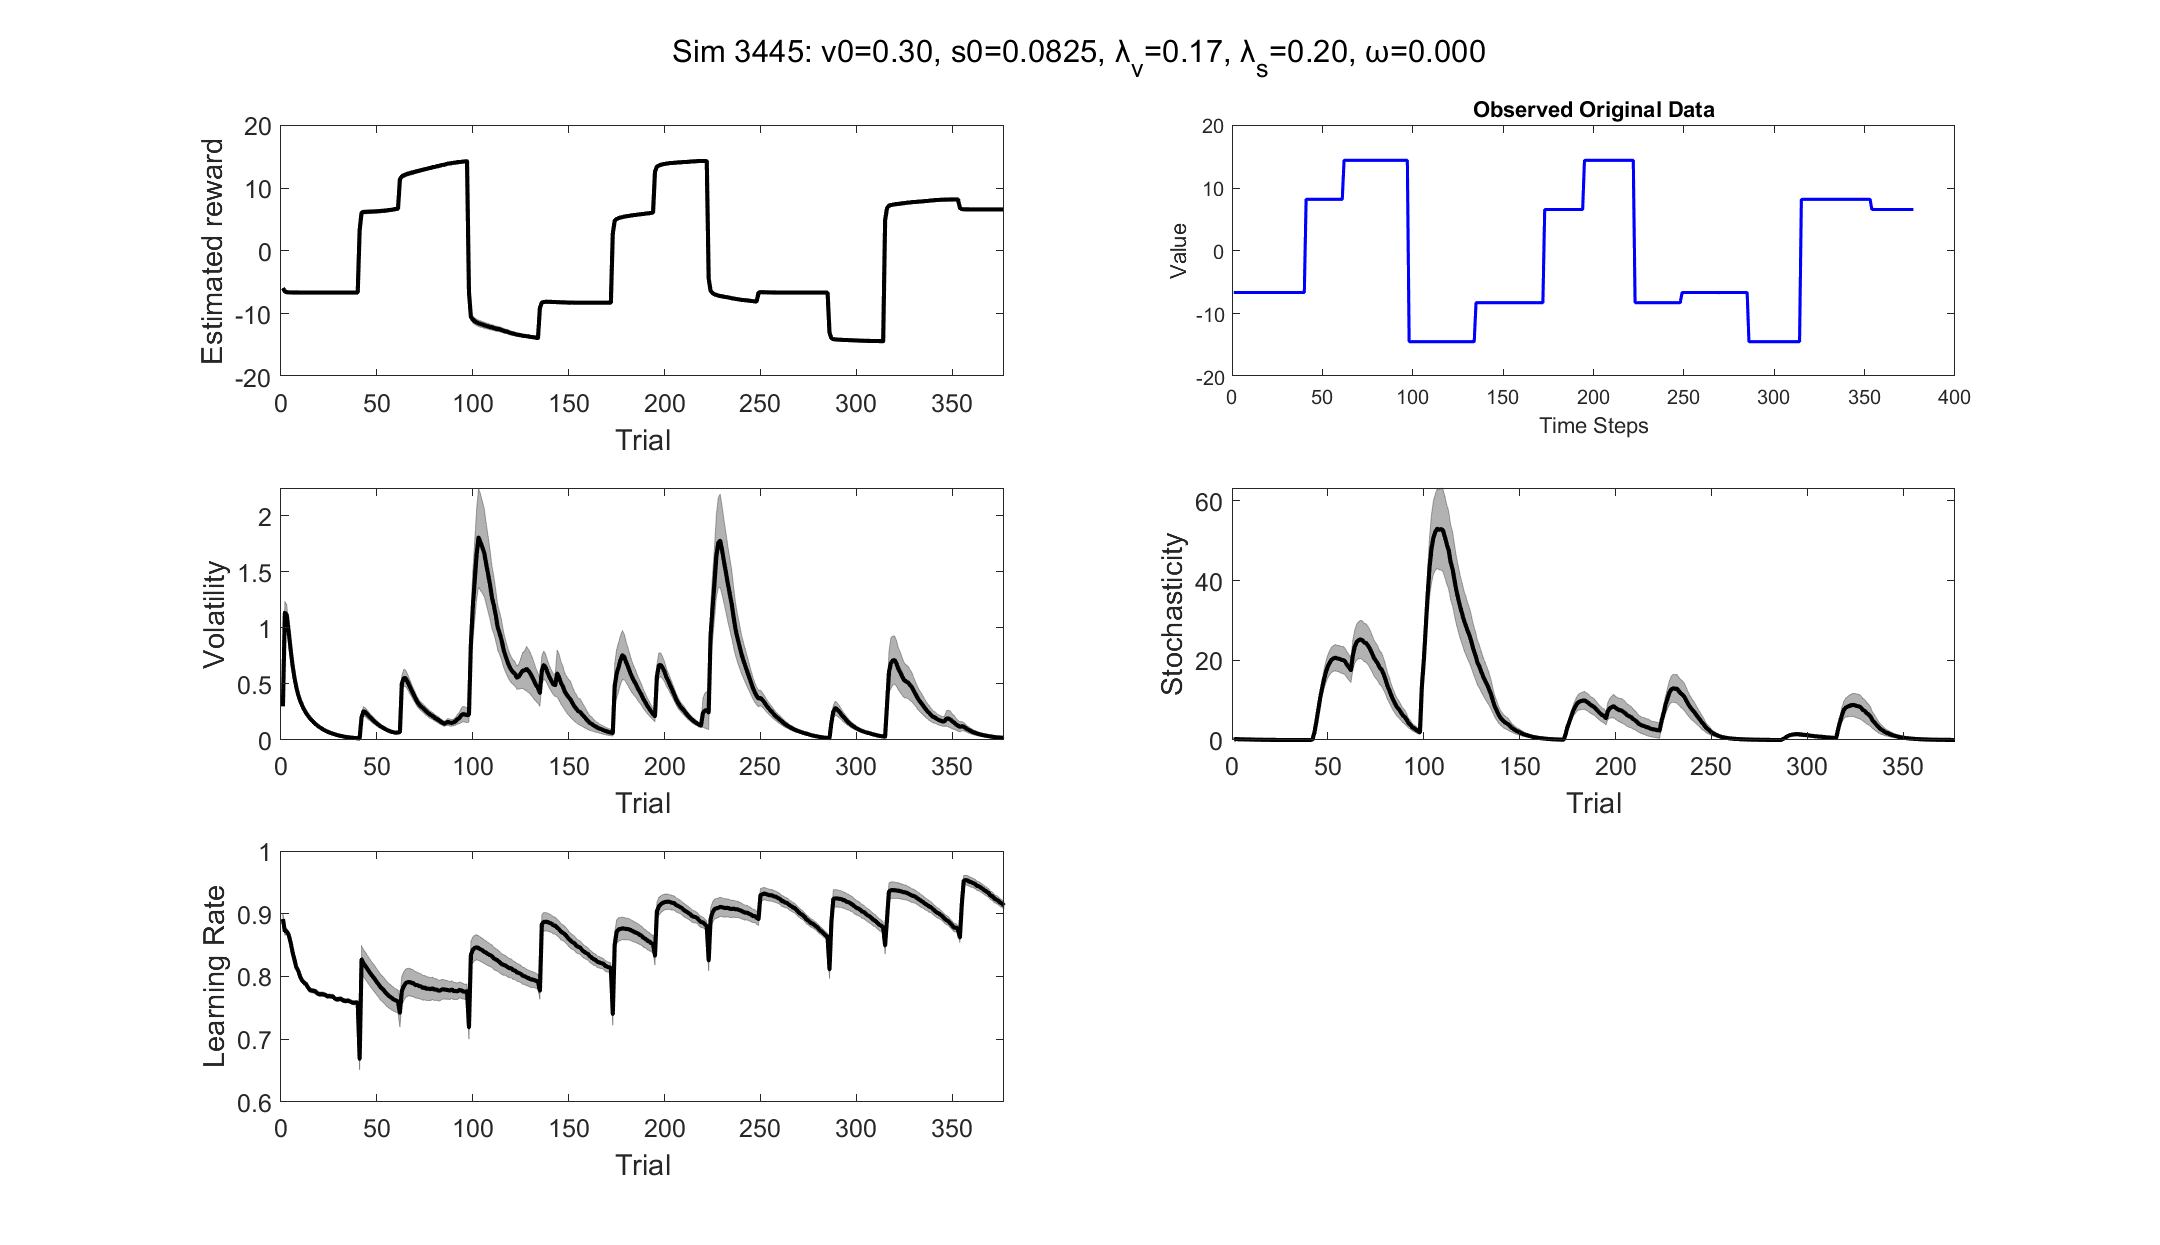 Sim 3445: v0=0.30, s0=0.0825, λ_v=0.17, λ_s=0.20, ω=0.000
Estimated reward
20
10
0
-10
-20
0 50 100 150 200 250 300 350
Trial
Observed Original Data
Value
20
10
0
-10
-20
0 50 100 150 200 250 300 350 400
Time Steps
Volatility
2
1.5
1
0.5
0
0 50 100 150 200 250 300 350
Trial
Stochasticity
60
40
20
0
0 50 100 150 200 250 300 350
Trial
Learning Rate
1
0.9
0.8
0.7
0.6
0 50 100 150 200 250 300 350
Trial